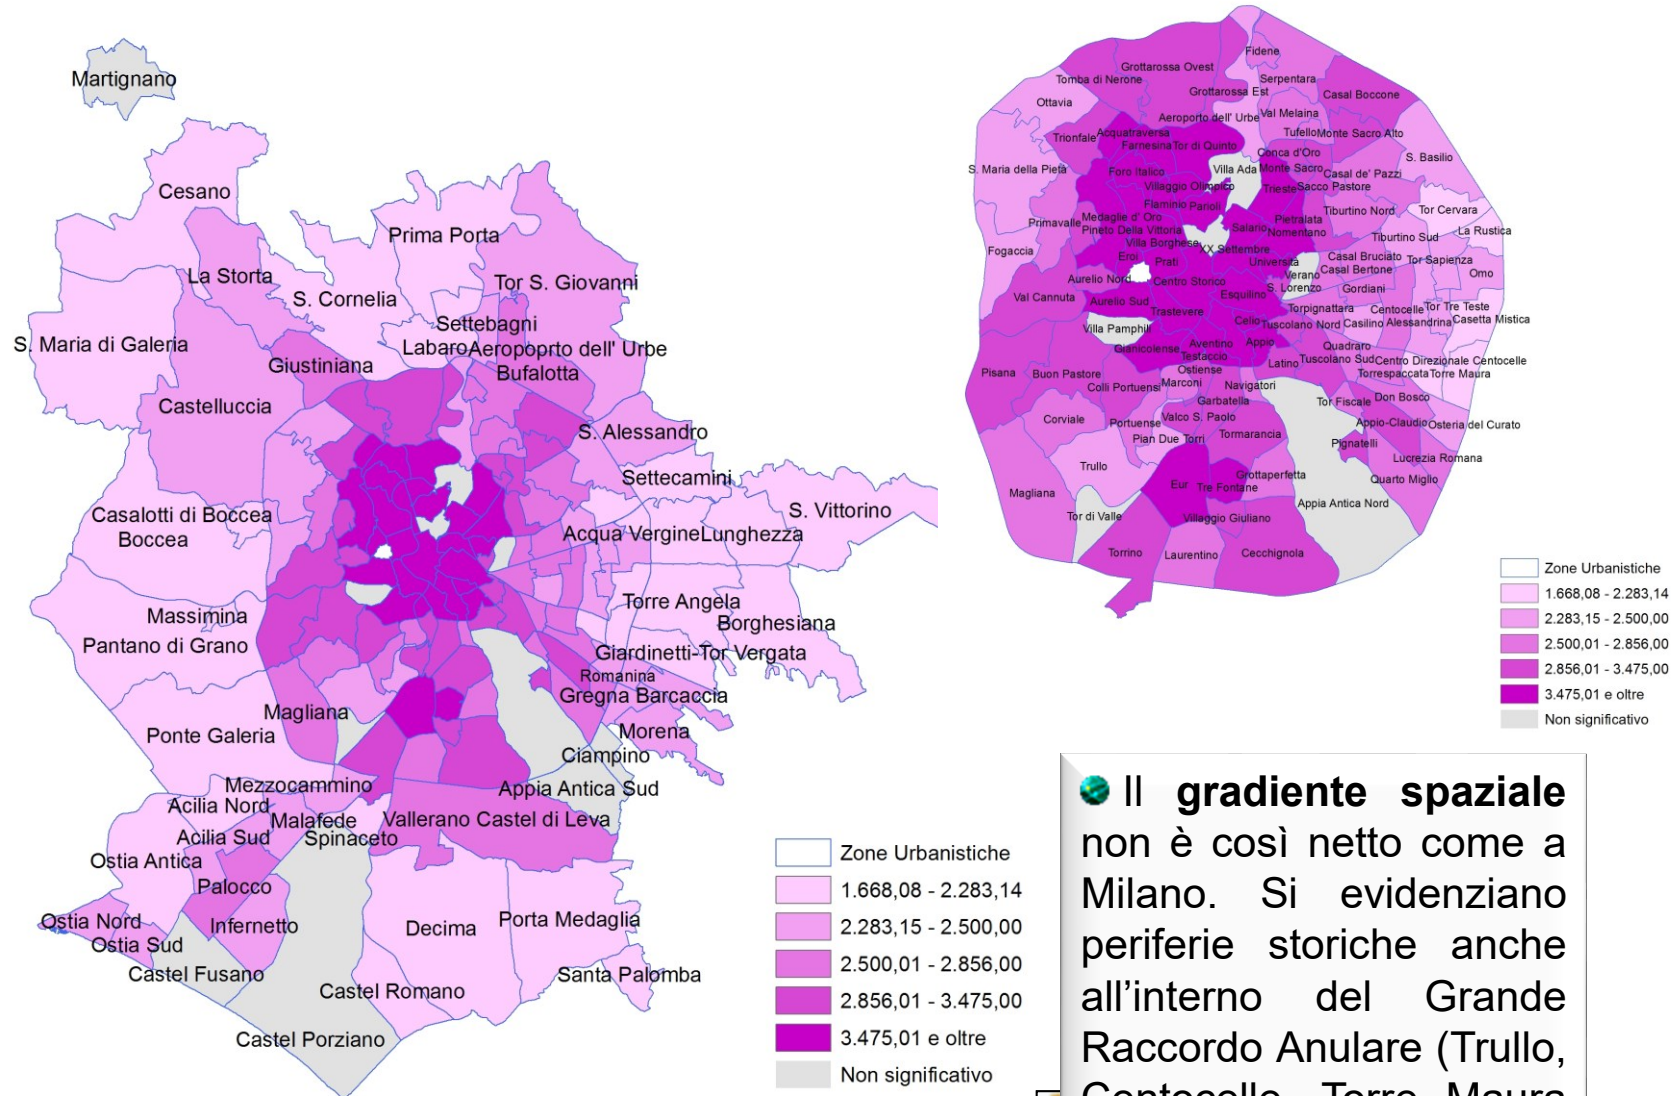 Martignano
Cesano
Prima Porta
La Storta
Tor S. Giovanni
S. Cornelia
Settebagni
S. Maria di Galeria
Labaro
Aeropoprto dell' Urbe
Giustiniana
Bufalotta
Castelluccia
S. Alessandro
Settecamini
S. Vittorino
Casalotti di Boccea
Acqua Vergine
Lunghezza
Boccea
Torre Angela
Massimina
Borghesiana
Pantano di Grano
Giardinetti-Tor Vergata
Romanina
Gregna Barcaccia
Magliana
Morena
Ponte Galeria
Ciampino
Mezzocammino
Appia Antica Sud
Acilia Nord
Malafede
Vallerano Castel di Leva
Acilia Sud
Spinaceto
Ostia Antica
Palocco
Ostia Nord
Infernetto
Decima
Porta Medaglia
Ostia Sud
Castel Fusano
Santa Palomba
Castel Romano
Castel Porziano
Zone Urbanistiche
1.668,08 - 2.283,14
2.283,15 - 2.500,00
2.500,01 - 2.856,00
2.856,01 - 3.475,00
3.475,01 e oltre
Non significativo
Fidene
Grottarossa Ovest
Tomba di Nerone
Serpentara
Grottarossa Est
Casal Boccone
Ottavia
Aeroporto dell' Urbe
Val Melaina
Trionfale
Acquatraversa
Tufello
Monte Sacro Alto
Farnesina
Tor di Quinto
Conca d'Oro
S. Basilio
S. Maria della Pietà
Foro Italico
Villa Ada
Monte Sacro
Casal de' Pazzi
Villaggio Olimpico
Trieste
Sacco Pastore
Flaminio
Parioli
Tiburtino Nord
Tor Cervara
Primavalle
Medaglie d' Oro
Pietralata
Pineto Della Vittoria
Salario
Nomentano
La Rustica
Tiburtino Sud
Fogaccia
Villa Borghese
XX Settembre
Eroi
Prati
Università
Casal Bruciato
Tor Sapienza
Casal Bertone
Omo
Aurelio Nord
Centro Storico
Verano
S. Lorenzo
Gordiani
Val Cannuta
Aurelio Sud
Esquilino
Torpignattara
Centocelle
Tor Tre Teste
Trastevere
Celio
Tuscolano Nord
Casilino
Alessandrina
Casetta Mistica
Villa Pamphili
Gianicolense
Aventino
Appio
Quadraro
Testaccio
Latino
Tuscolano Sud
Centro Direzionale Centocelle
Pisana
Buon Pastore
Ostiense
Torrespaccata
Torre Maura
Colli Portuensi
Marconi
Navigatori
Garbatella
Tor Fiscale
Don Bosco
Corviale
Portuense
Valco S. Paolo
Appio-Claudio
Osteria del Curato
Pian Due Torri
Tormarancia
Pignatelli
Lucrezia Romana
Trullo
Grottaperfetta
Quarto Miglio
Magliana
Eur
Tre Fontane
Appia Antica Nord
Tor di Valle
Villaggio Giuliano
Torrino
Laurentino
Cecchignola
Zone Urbanistiche
1.668,08 - 2.283,14
2.283,15 - 2.500,00
2.500,01 - 2.856,00
2.856,01 - 3.475,00
3.475,01 e oltre
Non significativo
Il gradiente spaziale
non è così netto come a
Milano. Si evidenziano
periferie storiche anche
all'interno del Grande
Raccordo Anulare (Trullo,
Centocelle, Torre Maura